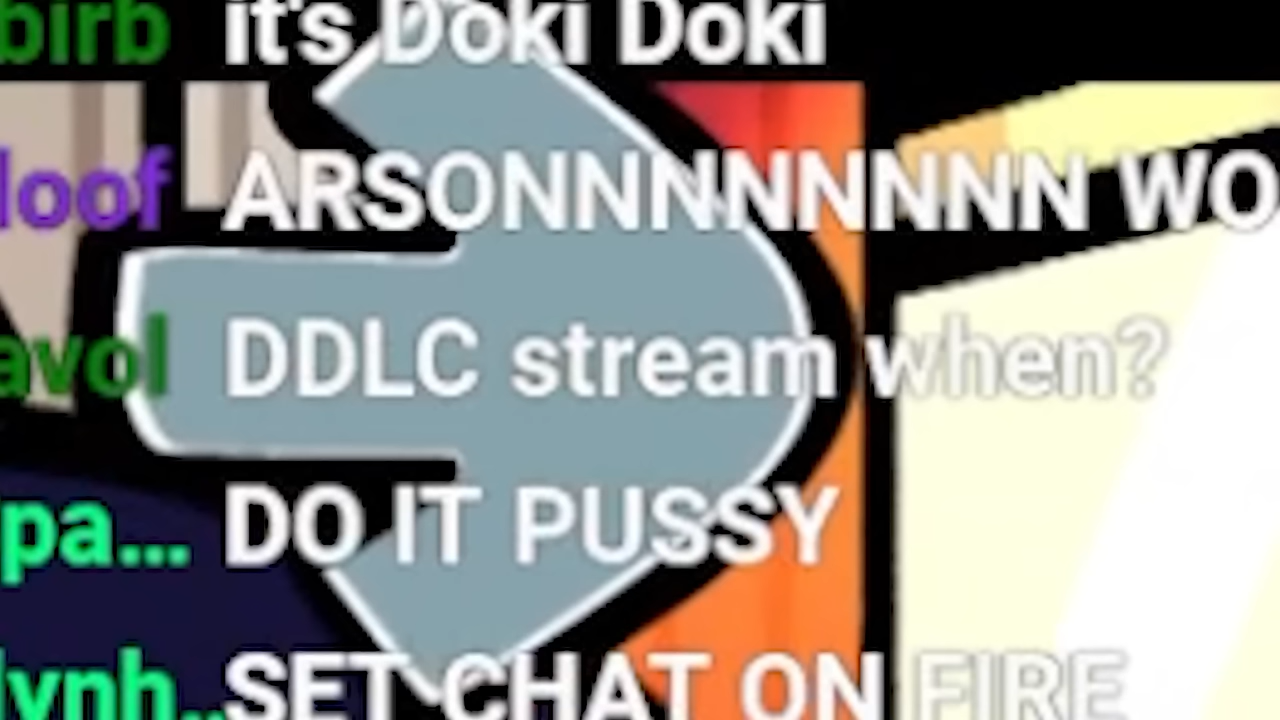 birb it's Doki Doki
loof ARSONNNNNNNNN WO
avol DDLC stream when?
pa... DO IT PUSSY
lynh.. SET CHAT ON FIRE